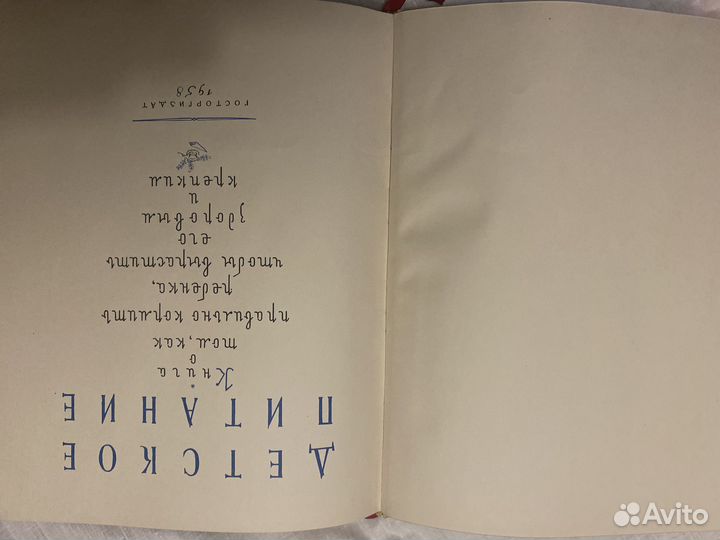 ДЕТСКОЕ
ПИТАНИЕ
*
Книга
о
том, как
правильно кормить
ребенка,
чтобы вырастить
его
здоровым
и
крепким
ГОСТОРГИЗДАТ
1958
Avito